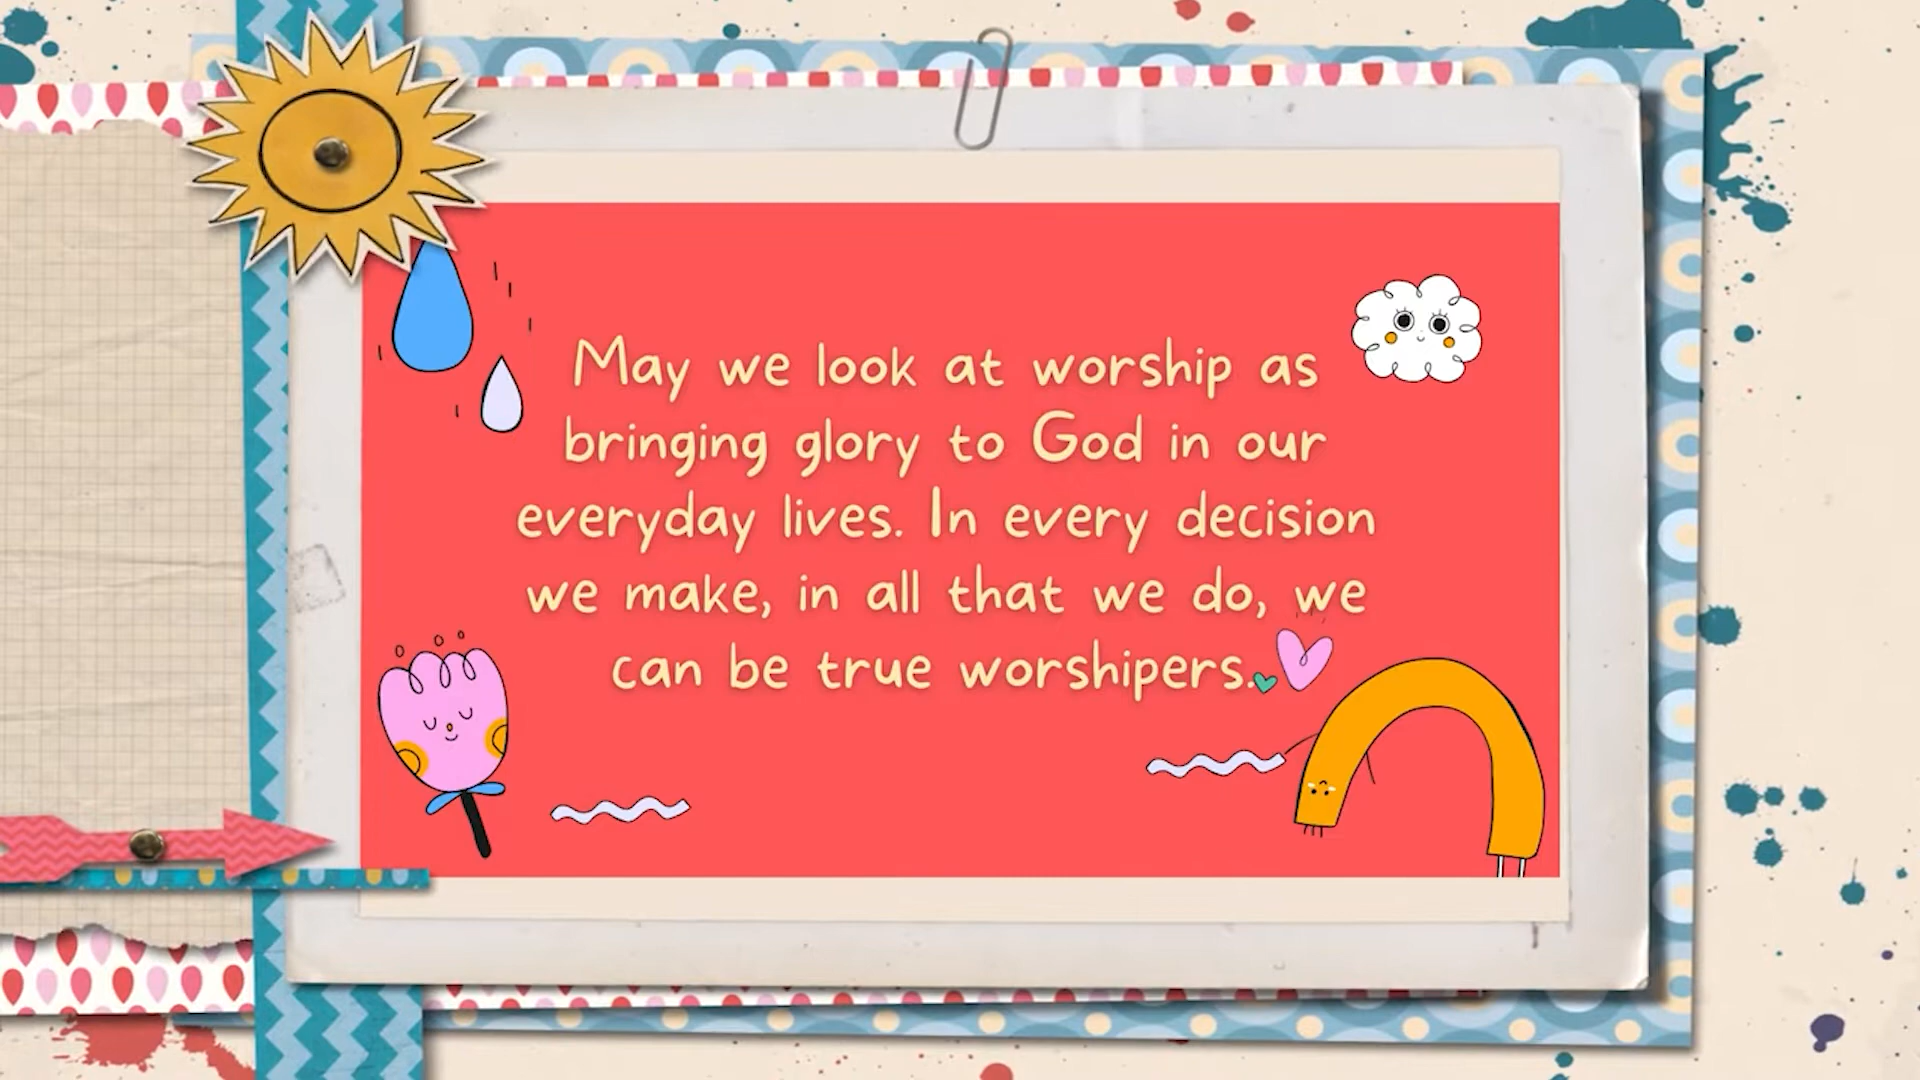 May we look at worship as
bringing glory to God in our
everyday lives. In every decision
we make, in all that we do, we
can be true worshipers.